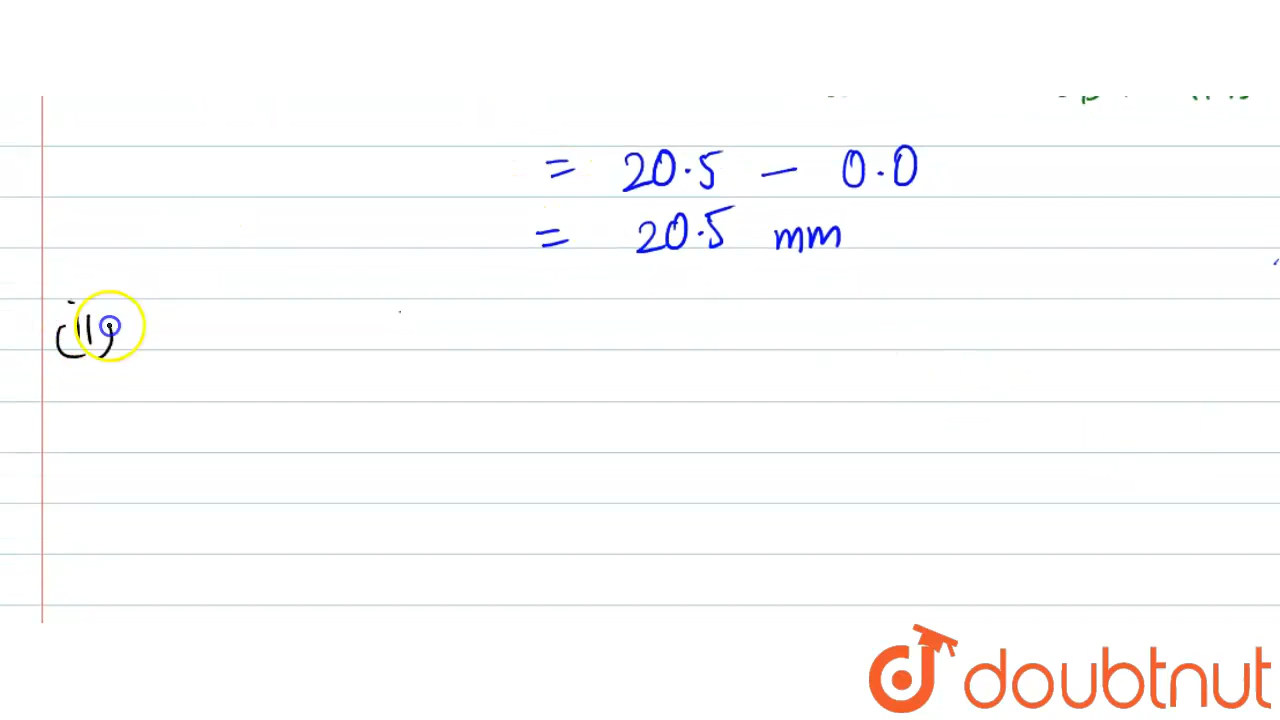 = 20.5 - 0.0
= 20.5 mm
(ii)
doubtnut